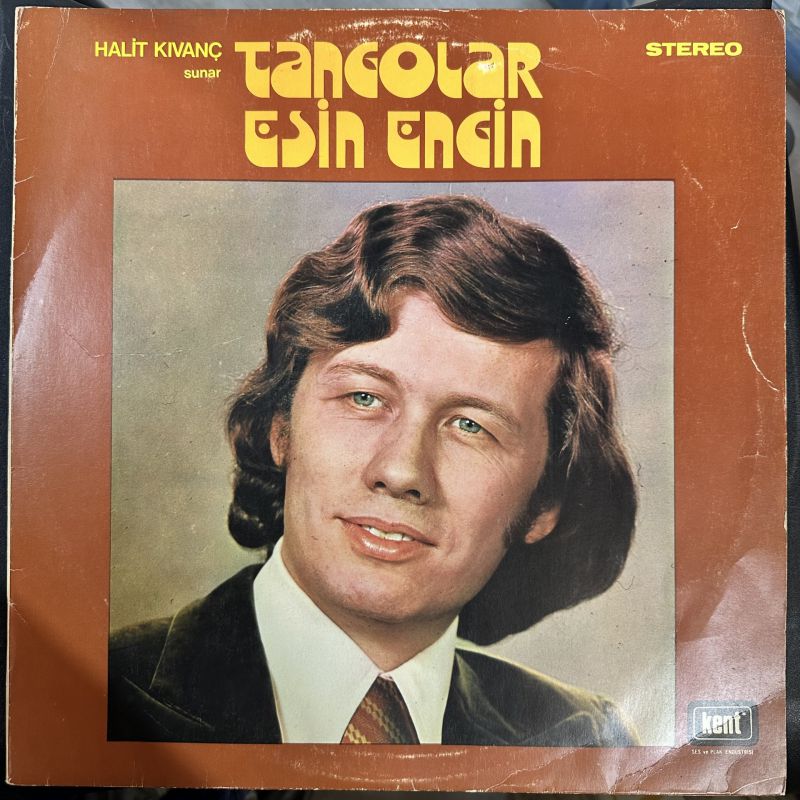 HALİT KIVANÇ
sunar
TANGOLAR
ESİN ENGİN
STEREO
kent
SES ve PLAK ENDÜSTRİSİ